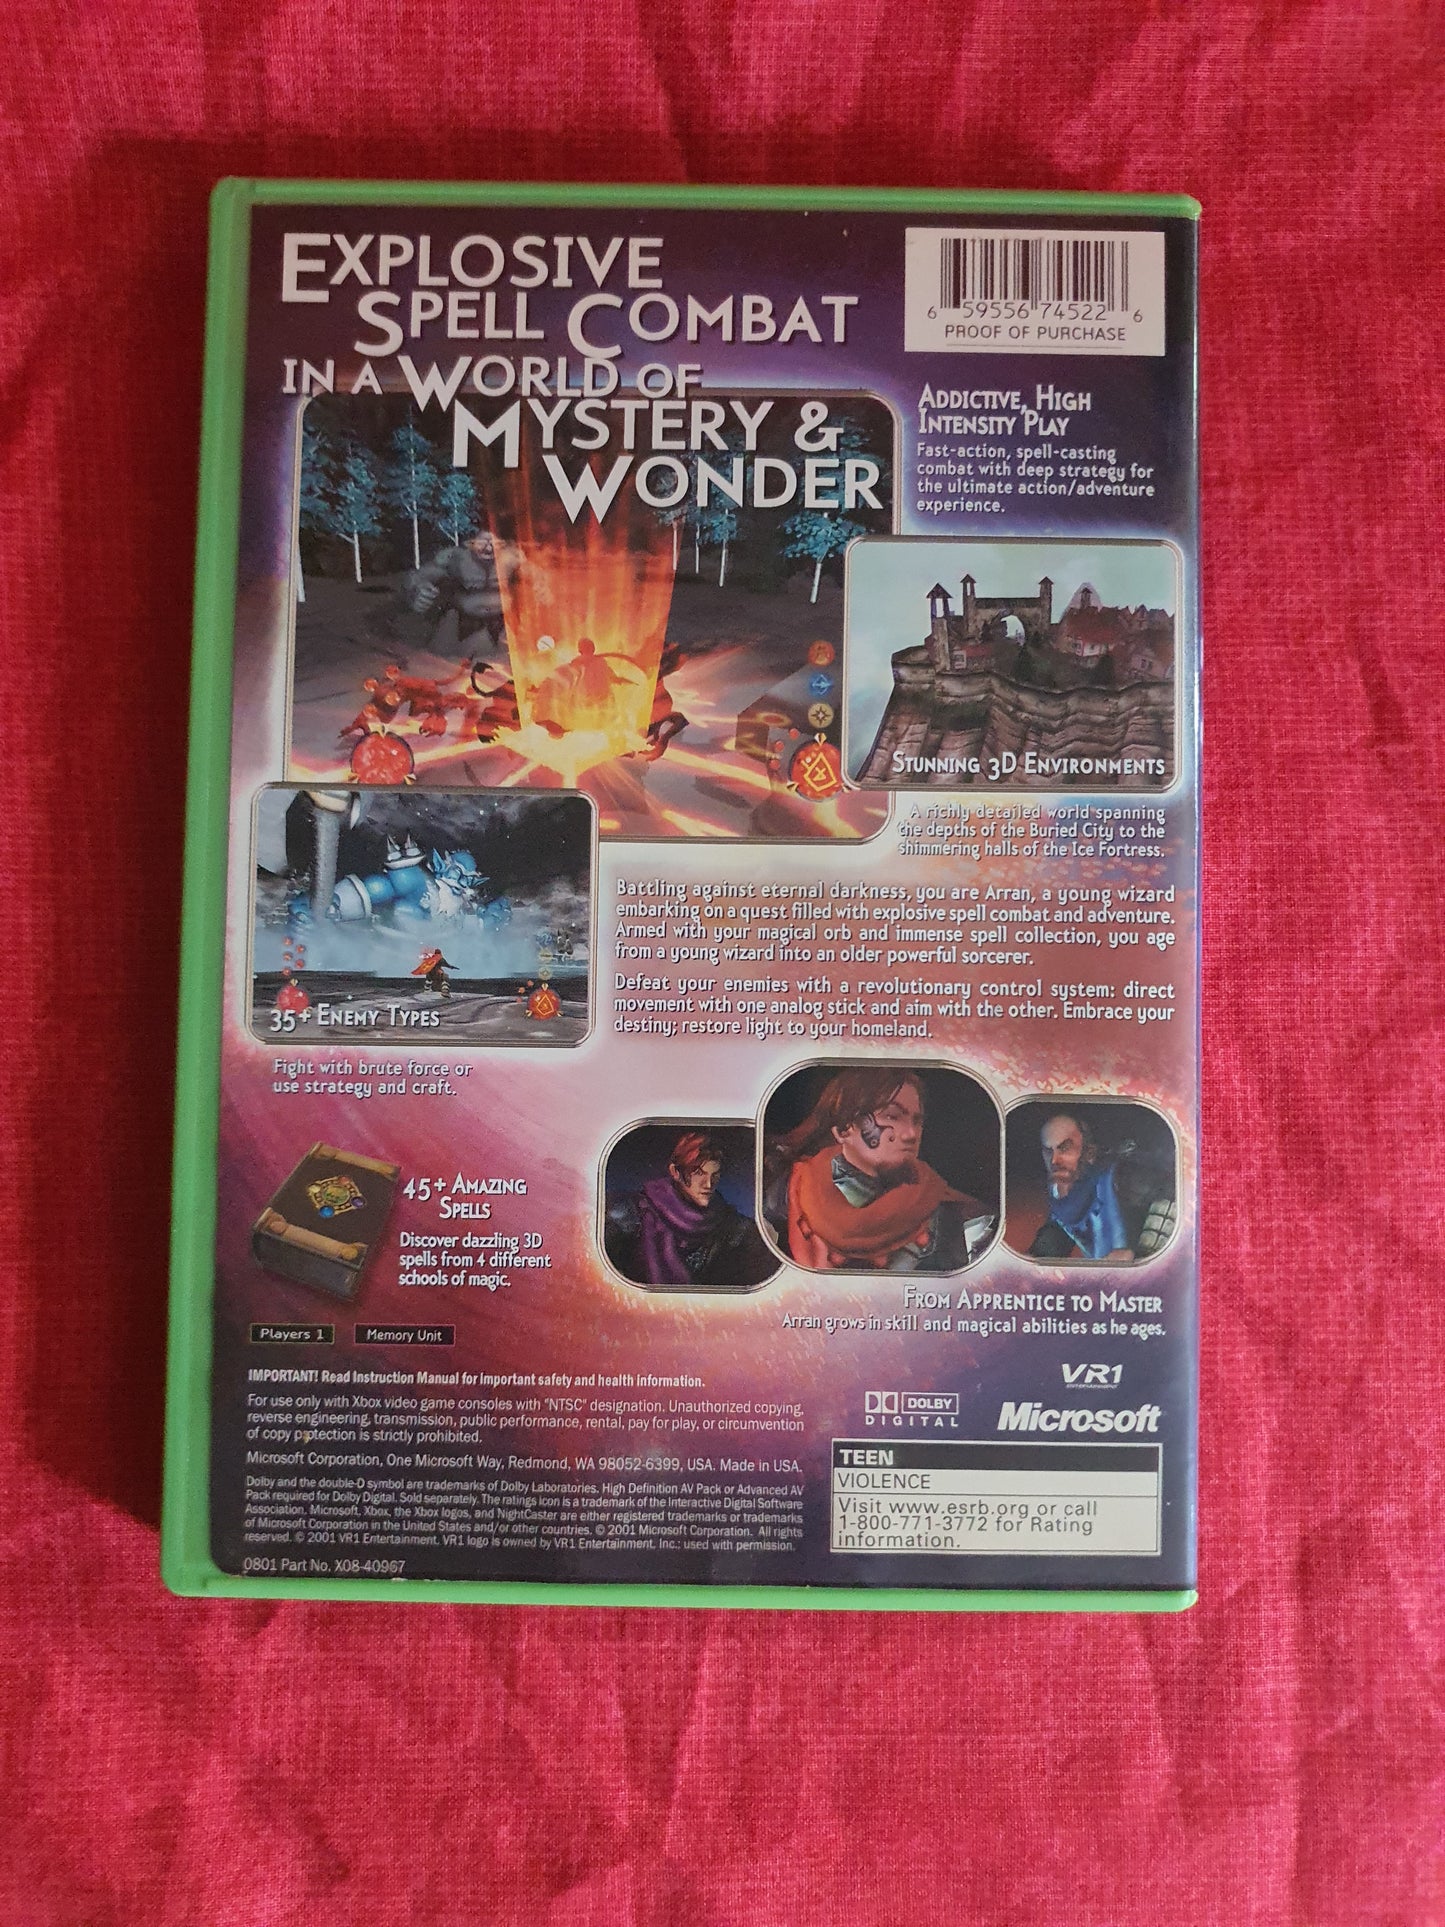 EXPLOSIVE
SPELL COMBAT
IN A WORLD OF
MYSTERY &
WONDER
6 59556 74522 6
PROOF OF PURCHASE
ADDICTIVE, HIGH
INTENSITY PLAY
Fast-action, spell-casting
combat with deep strategy for
the ultimate action/adventure
experience.
STUNNING 3D ENVIRONMENTS
A richly detailed world spanning
the depths of the Buried City to the
shimmering halls of the Ice Fortress.
35+ ENEMY TYPES
Fight with brute force or
use strategy and craft.
Battling against eternal darkness, you are Arran, a young wizard
embarking on a quest filled with explosive spell combat and adventure.
Armed with your magical orb and immense spell collection, you age
from a young wizard into an older powerful sorcerer.
Defeat your enemies with a revolutionary control system: direct
movement with one analog stick and aim with the other. Embrace your
destiny; restore light to your homeland.
45+ AMAZING
SPELLS
Discover dazzling 3D
spells from 4 different
schools of magic.
FROM APPRENTICE TO MASTER
Arran grows in skill and magical abilities as he ages.
Players 1
Memory Unit
IMPORTANT! Read Instruction Manual for important safety and health information.
For use only with Xbox video game consoles with "NTSC" designation. Unauthorized copying,
reverse engineering, transmission, public performance, rental, pay for play, or circumvention
of copy protection is strictly prohibited.
Microsoft Corporation, One Microsoft Way, Redmond, WA 98052-6399, USA. Made in USA.
Dolby and the double-D symbol are trademarks of Dolby Laboratories. High Definition AV Pack or Advanced AV
Pack required for Dolby Digital. Sold separately. The ratings icon is a trademark of the Interactive Digital Software
Association. Microsoft, Xbox, the Xbox logos, and NightCaster are either registered trademarks or trademarks
of Microsoft Corporation in the United States and/or other countries. © 2001 Microsoft Corporation. All rights
reserved. © 2001 VR1 Entertainment. VR1 logo is owned by VR1 Entertainment, Inc.; used with permission.
0801 Part No. X08-40967
VR1
ENTERTAINMENT
DOLBY
DIGITAL
Microsoft
TEEN
VIOLENCE
Visit www.esrb.org or call
1-800-771-3772 for Rating
information.